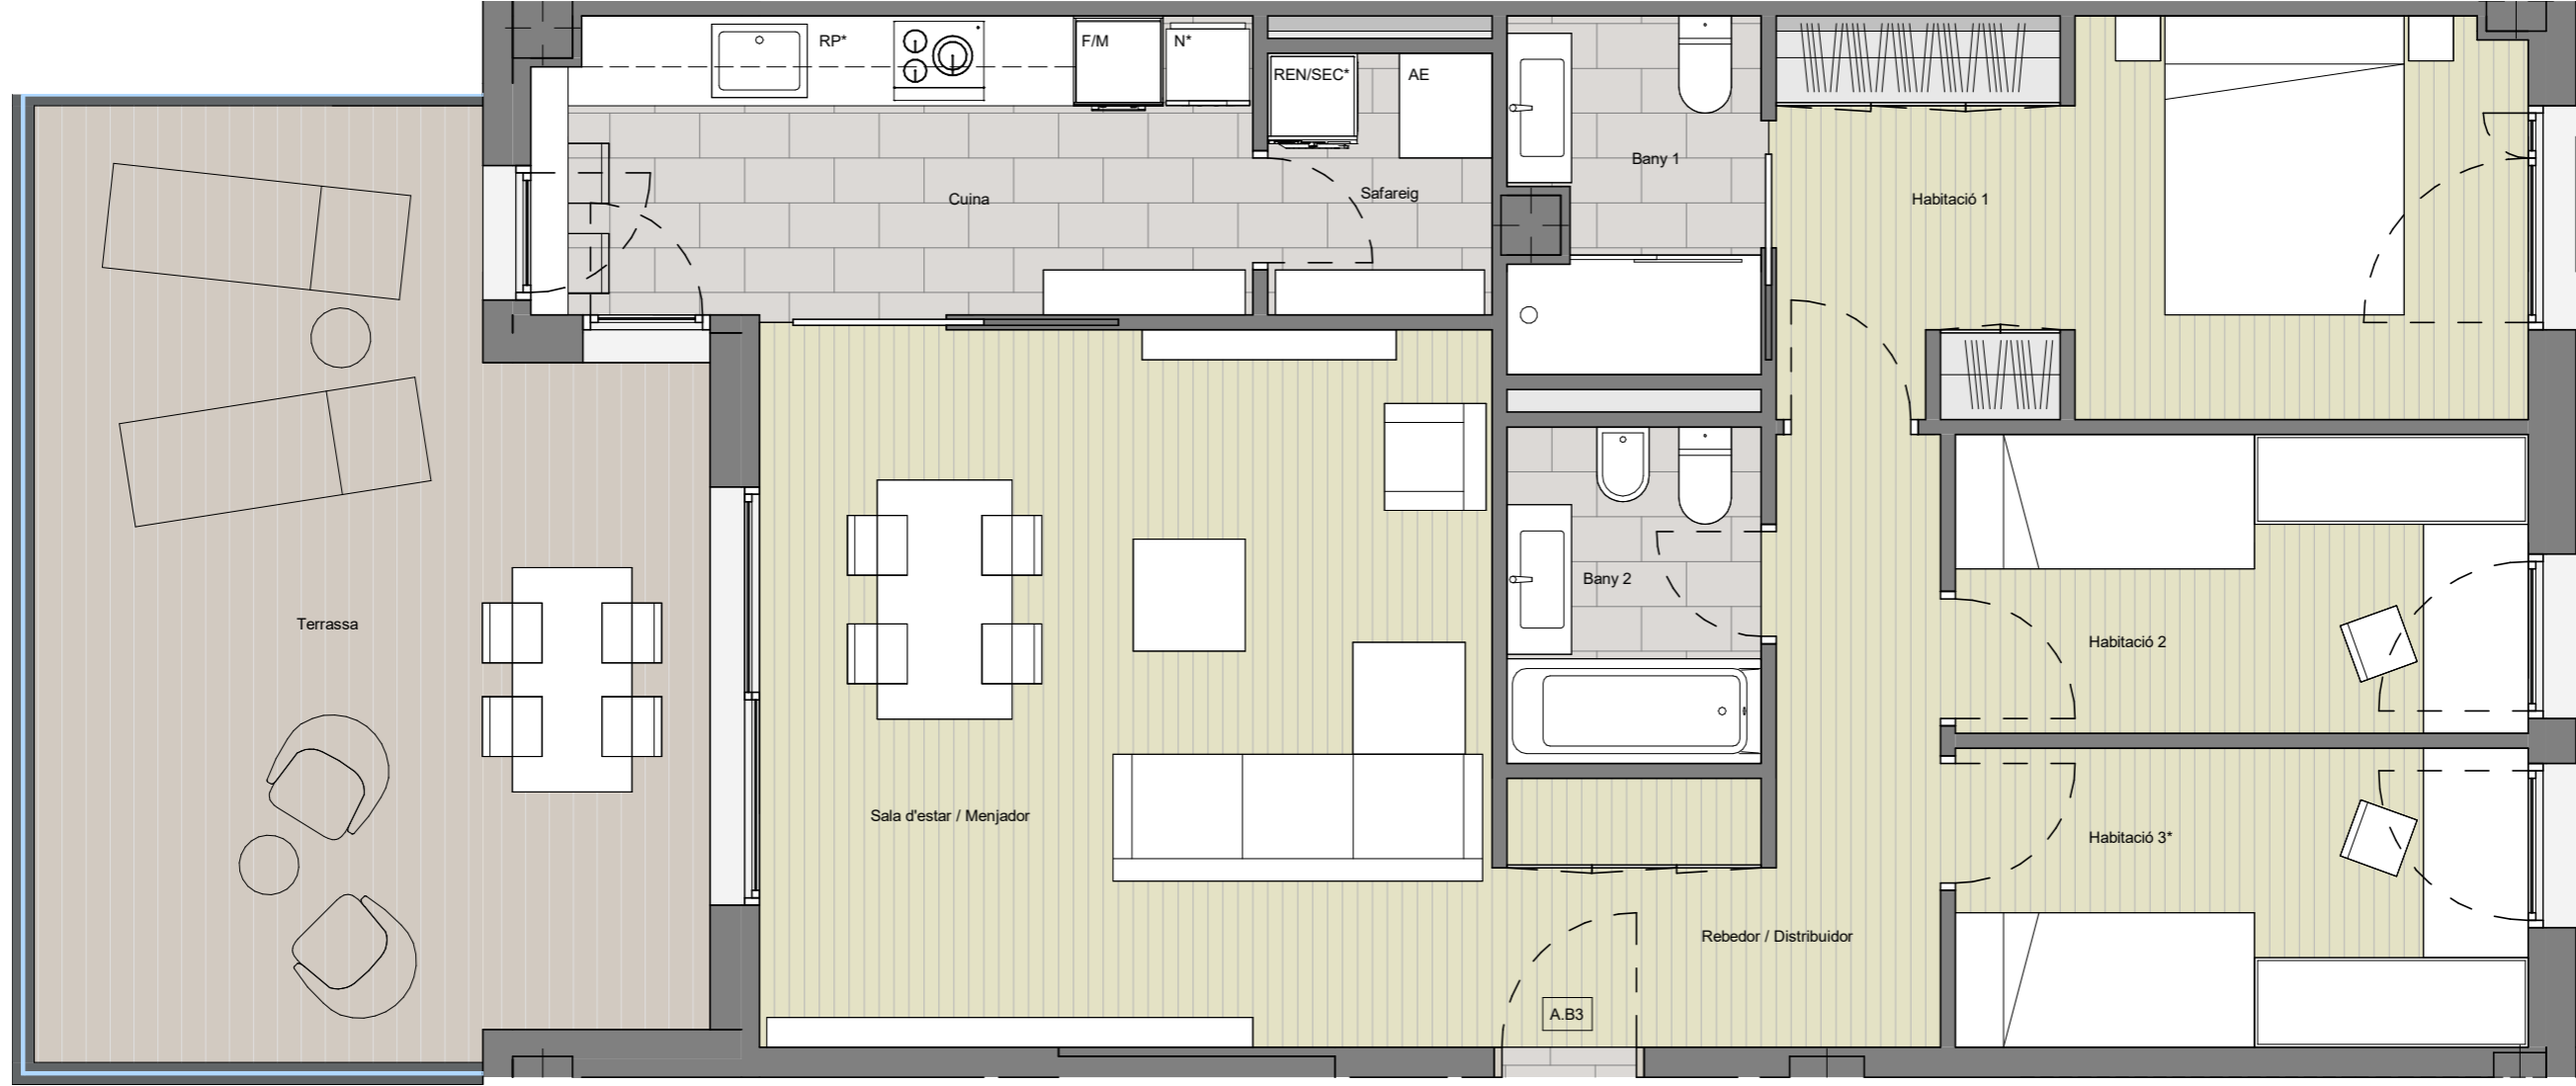 RP*
F/M
N*
REN/SEC*
AE
Bany 1
Safareig
Cuina
Habitació 1
Bany 2
Terrassa
Habitació 2
Sala d'estar / Menjador
Habitació 3*
Rebedor / Distribuidor
A.B3